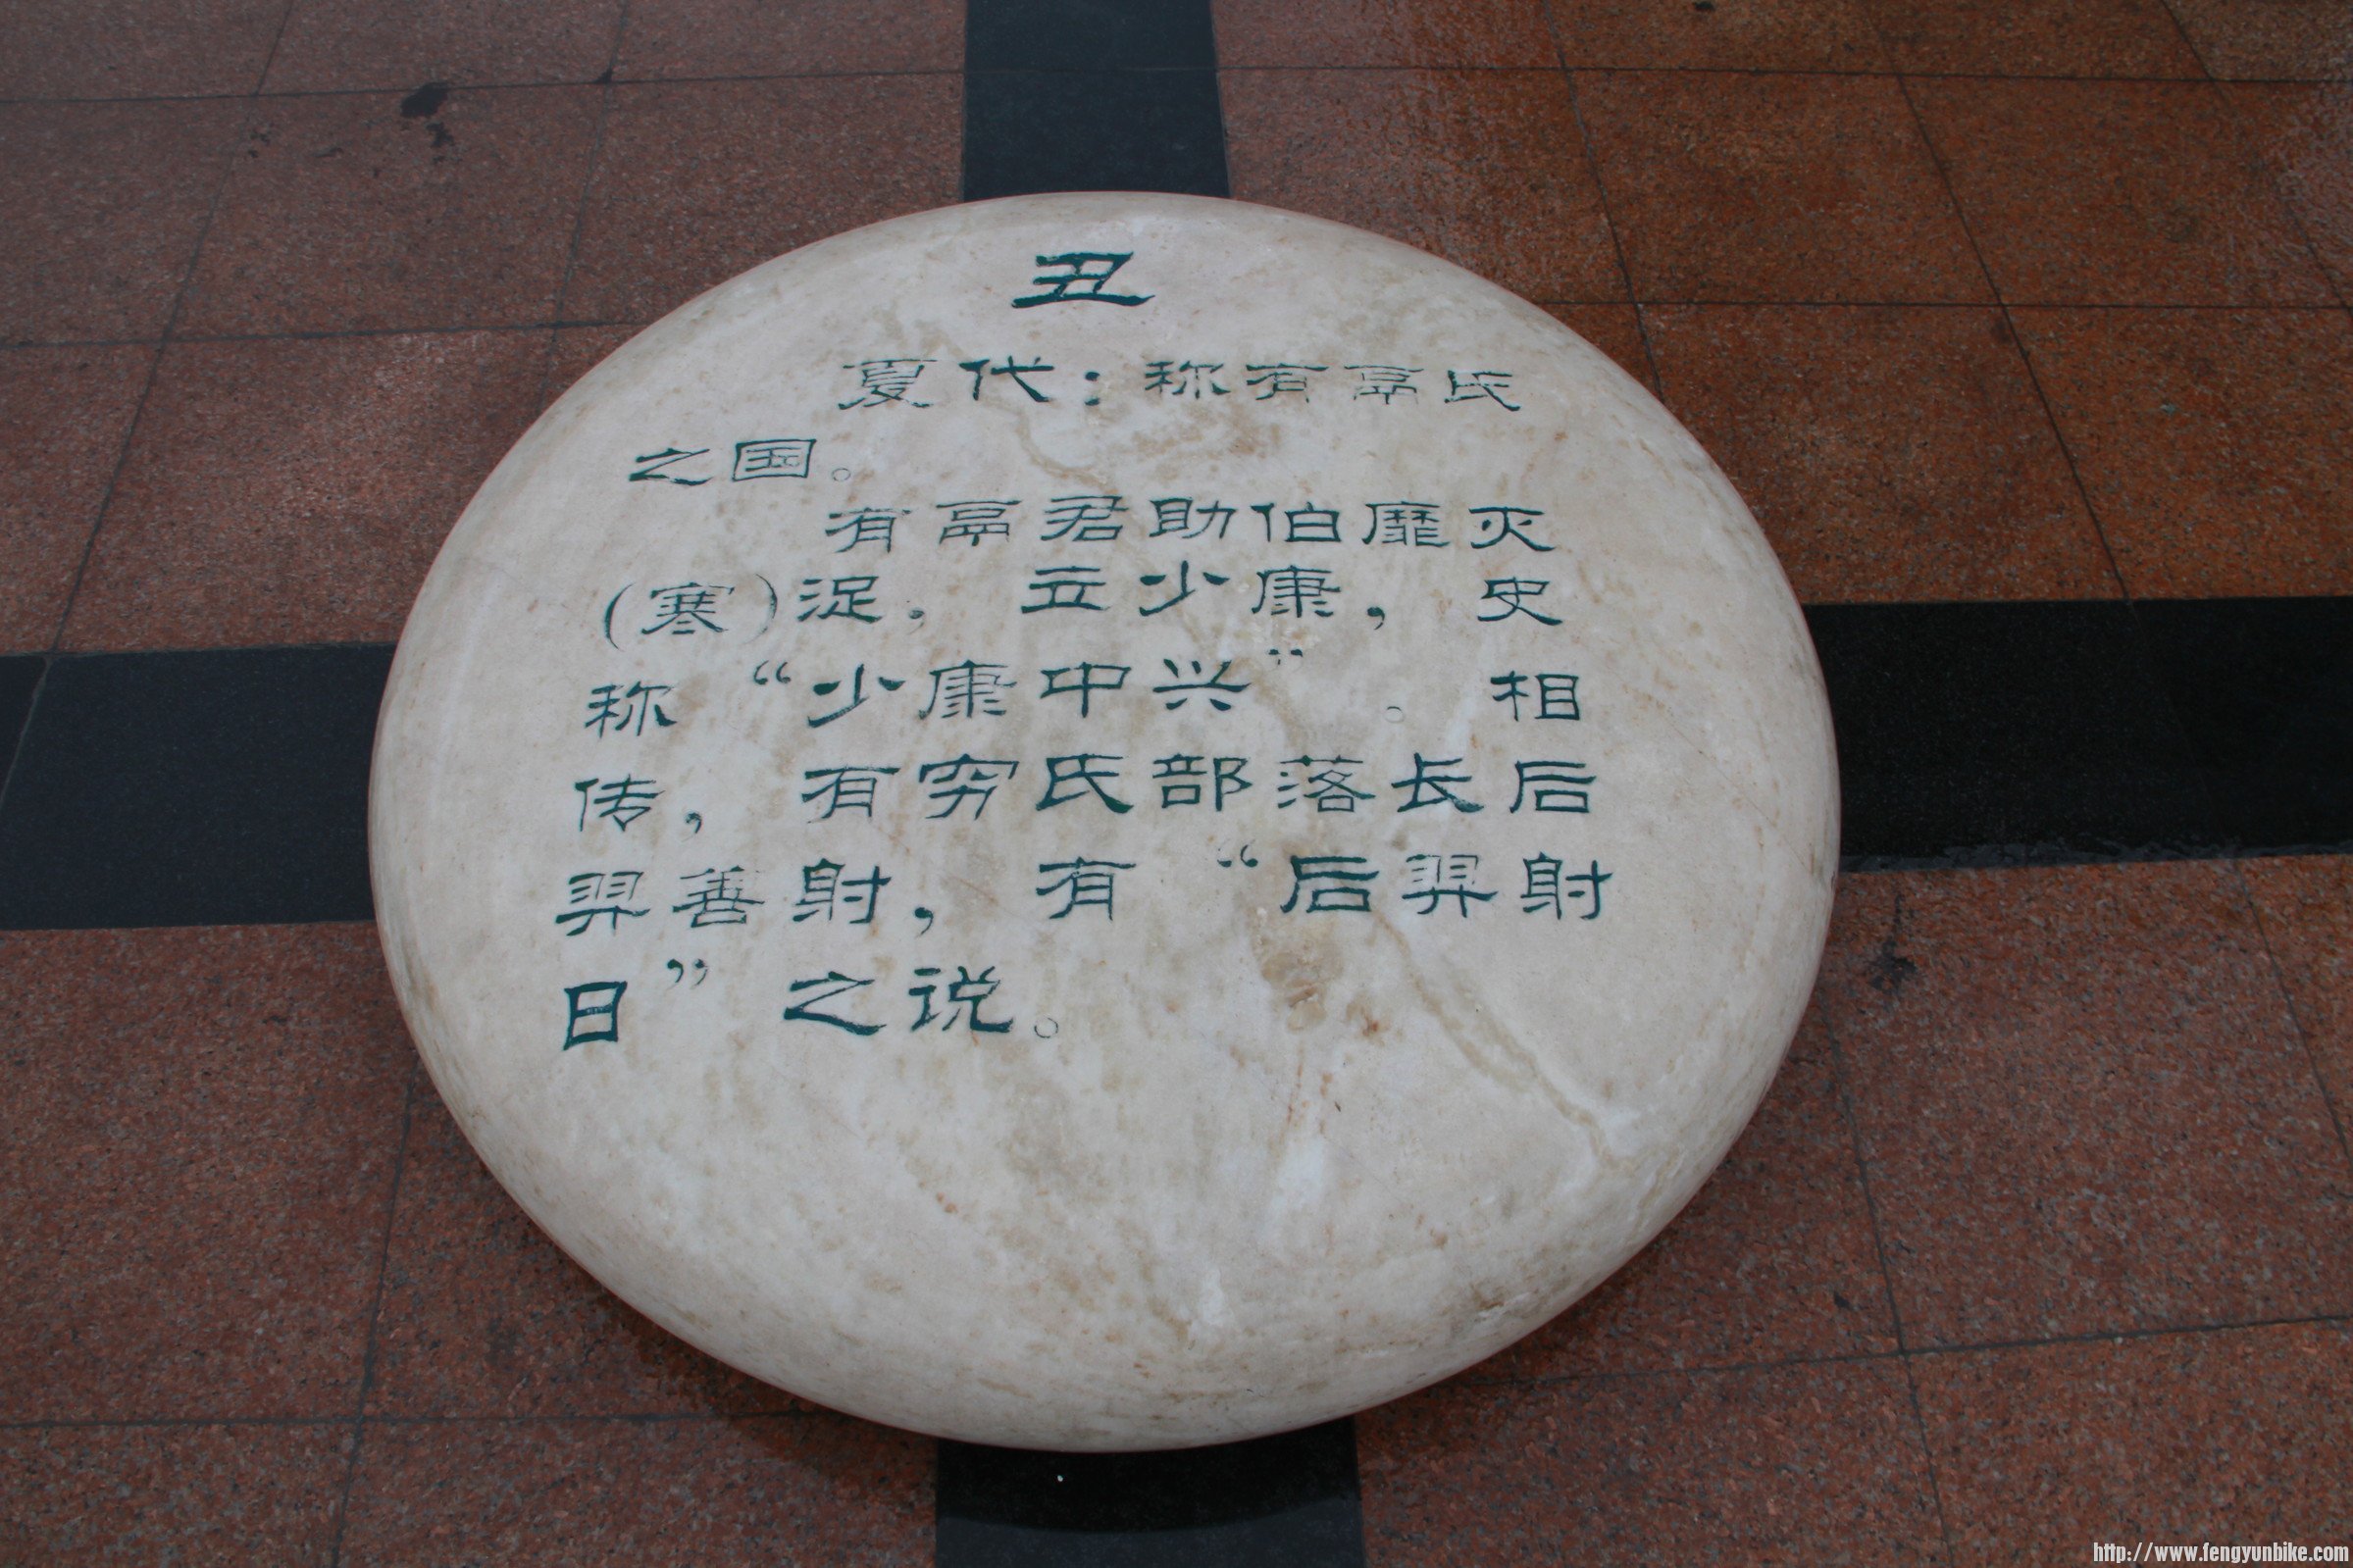 丑
夏代：称有鬲氏
之国。
有鬲君助伯靡灭
（寒）浞，立少康，史
称“少康中兴”。相
传，有穷氏部落长后
羿善射，有“后羿射
日”之说。
http://www.fengyunbike.com